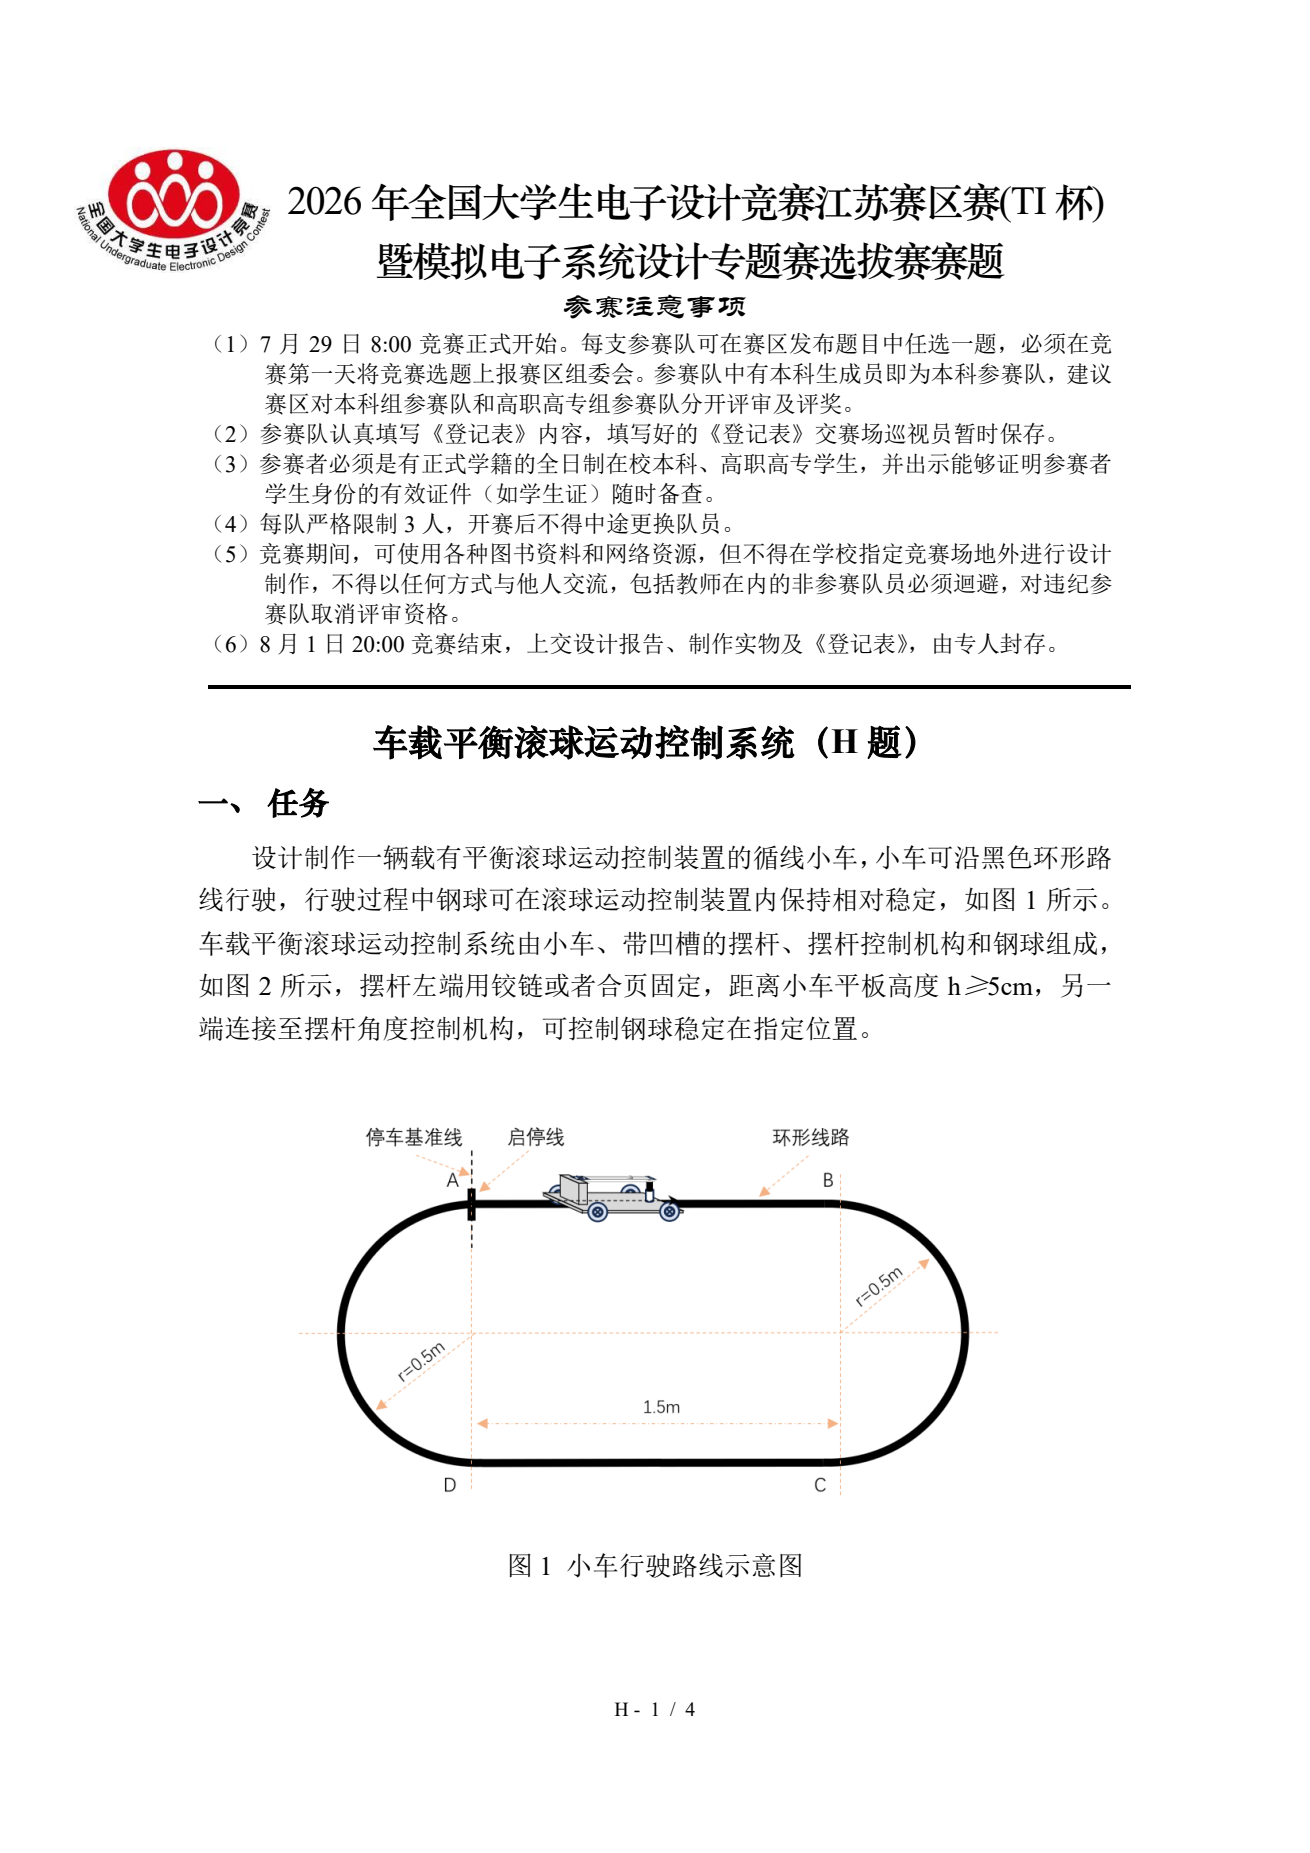 全国大学生电子设计竞赛
National Undergraduate Electronic Design Contest
2026 年全国大学生电子设计竞赛江苏赛区赛(TI 杯)
暨模拟电子系统设计专题赛选拔赛赛题
参赛注意事项
（1）7 月 29 日 8:00 竞赛正式开始。每支参赛队可在赛区发布题目中任选一题，必须在竞
赛第一天将竞赛选题上报赛区组委会。参赛队中有本科生成员即为本科参赛队，建议
赛区对本科组参赛队和高职高专组参赛队分开评审及评奖。
（2）参赛队认真填写《登记表》内容，填写好的《登记表》交赛场巡视员暂时保存。
（3）参赛者必须是有正式学籍的全日制在校本科、高职高专学生，并出示能够证明参赛者
学生身份的有效证件（如学生证）随时备查。
（4）每队严格限制 3 人，开赛后不得中途更换队员。
（5）竞赛期间，可使用各种图书资料和网络资源，但不得在学校指定竞赛场地外进行设计
制作，不得以任何方式与他人交流，包括教师在内的非参赛队员必须迴避，对违纪参
赛队取消评审资格。
（6）8 月 1 日 20:00 竞赛结束，上交设计报告、制作实物及《登记表》，由专人封存。
车载平衡滚球运动控制系统（H 题）
一、 任务
设计制作一辆载有平衡滚球运动控制装置的循线小车，小车可沿黑色环形路
线行驶，行驶过程中钢球可在滚球运动控制装置内保持相对稳定，如图 1 所示。
车载平衡滚球运动控制系统由小车、带凹槽的摆杆、摆杆控制机构和钢球组成，
如图 2 所示，摆杆左端用铰链或者合页固定，距离小车平板高度 h⩾5cm，另一
端连接至摆杆角度控制机构，可控制钢球稳定在指定位置。
停车基准线 启停线 环形线路
A B
r=0.5m
r=0.5m
1.5m
D C
图 1 小车行驶路线示意图
H - 1 / 4